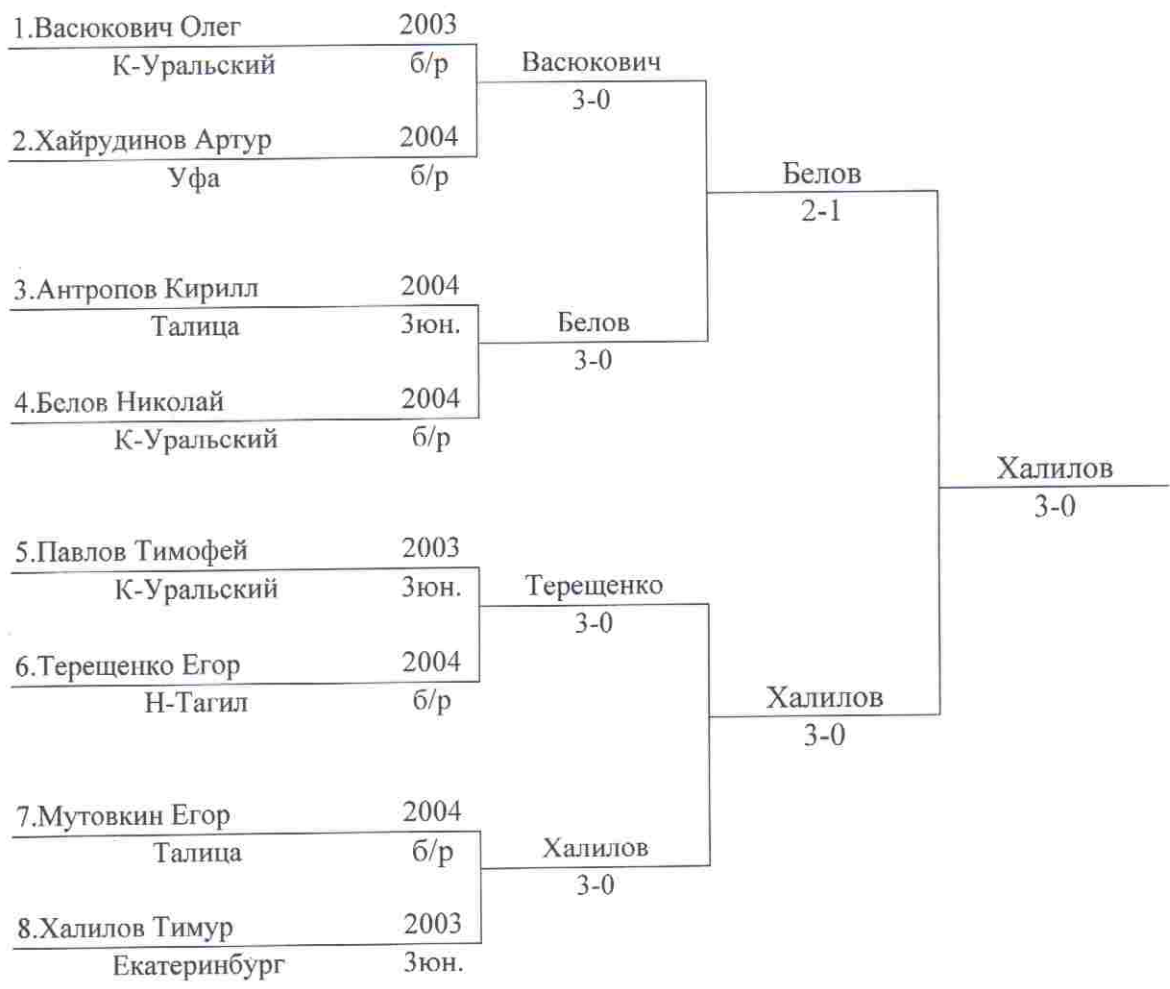 1.Васюкович Олег 2003
К-Уральский б/р
Васюкович
3-0
2.Хайрудинов Артур 2004
Уфа б/р
Белов
2-1
3.Антропов Кирилл 2004
Талица 3юн.
Белов
3-0
4.Белов Николай 2004
К-Уральский б/р
Халилов
3-0
5.Павлов Тимофей 2003
К-Уральский 3юн.
Терещенко
3-0
6.Терещенко Егор 2004
Н-Тагил б/р
Халилов
3-0
7.Мутовкин Егор 2004
Талица б/р
Халилов
3-0
8.Халилов Тимур 2003
Екатеринбург 3юн.